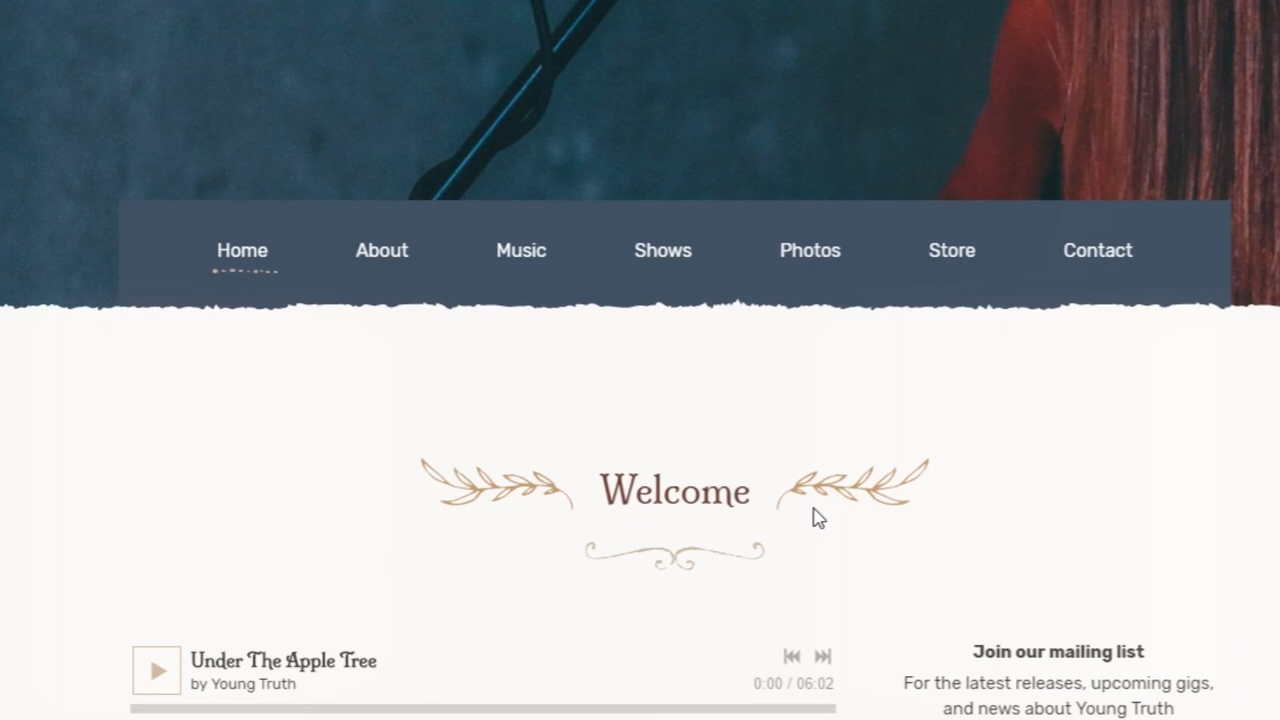 Home About Music Shows Photos Store Contact
Welcome
Under The Apple Tree
by Young Truth
0:00 / 06:02
Join our mailing list
For the latest releases, upcoming gigs,
and news about Young Truth